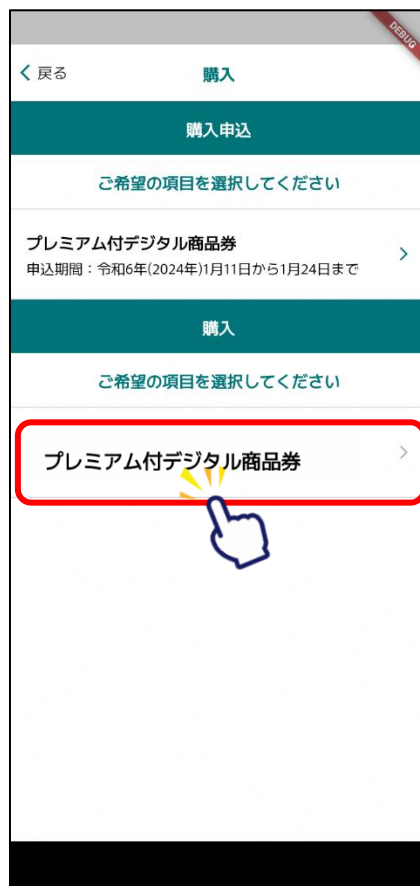 DEBUG
戻る
購入
購入申込
ご希望の項目を選択してください
プレミアム付デジタル商品券
申込期間：令和6年(2024年)1月11日から1月24日まで
購入
ご希望の項目を選択してください
プレミアム付デジタル商品券